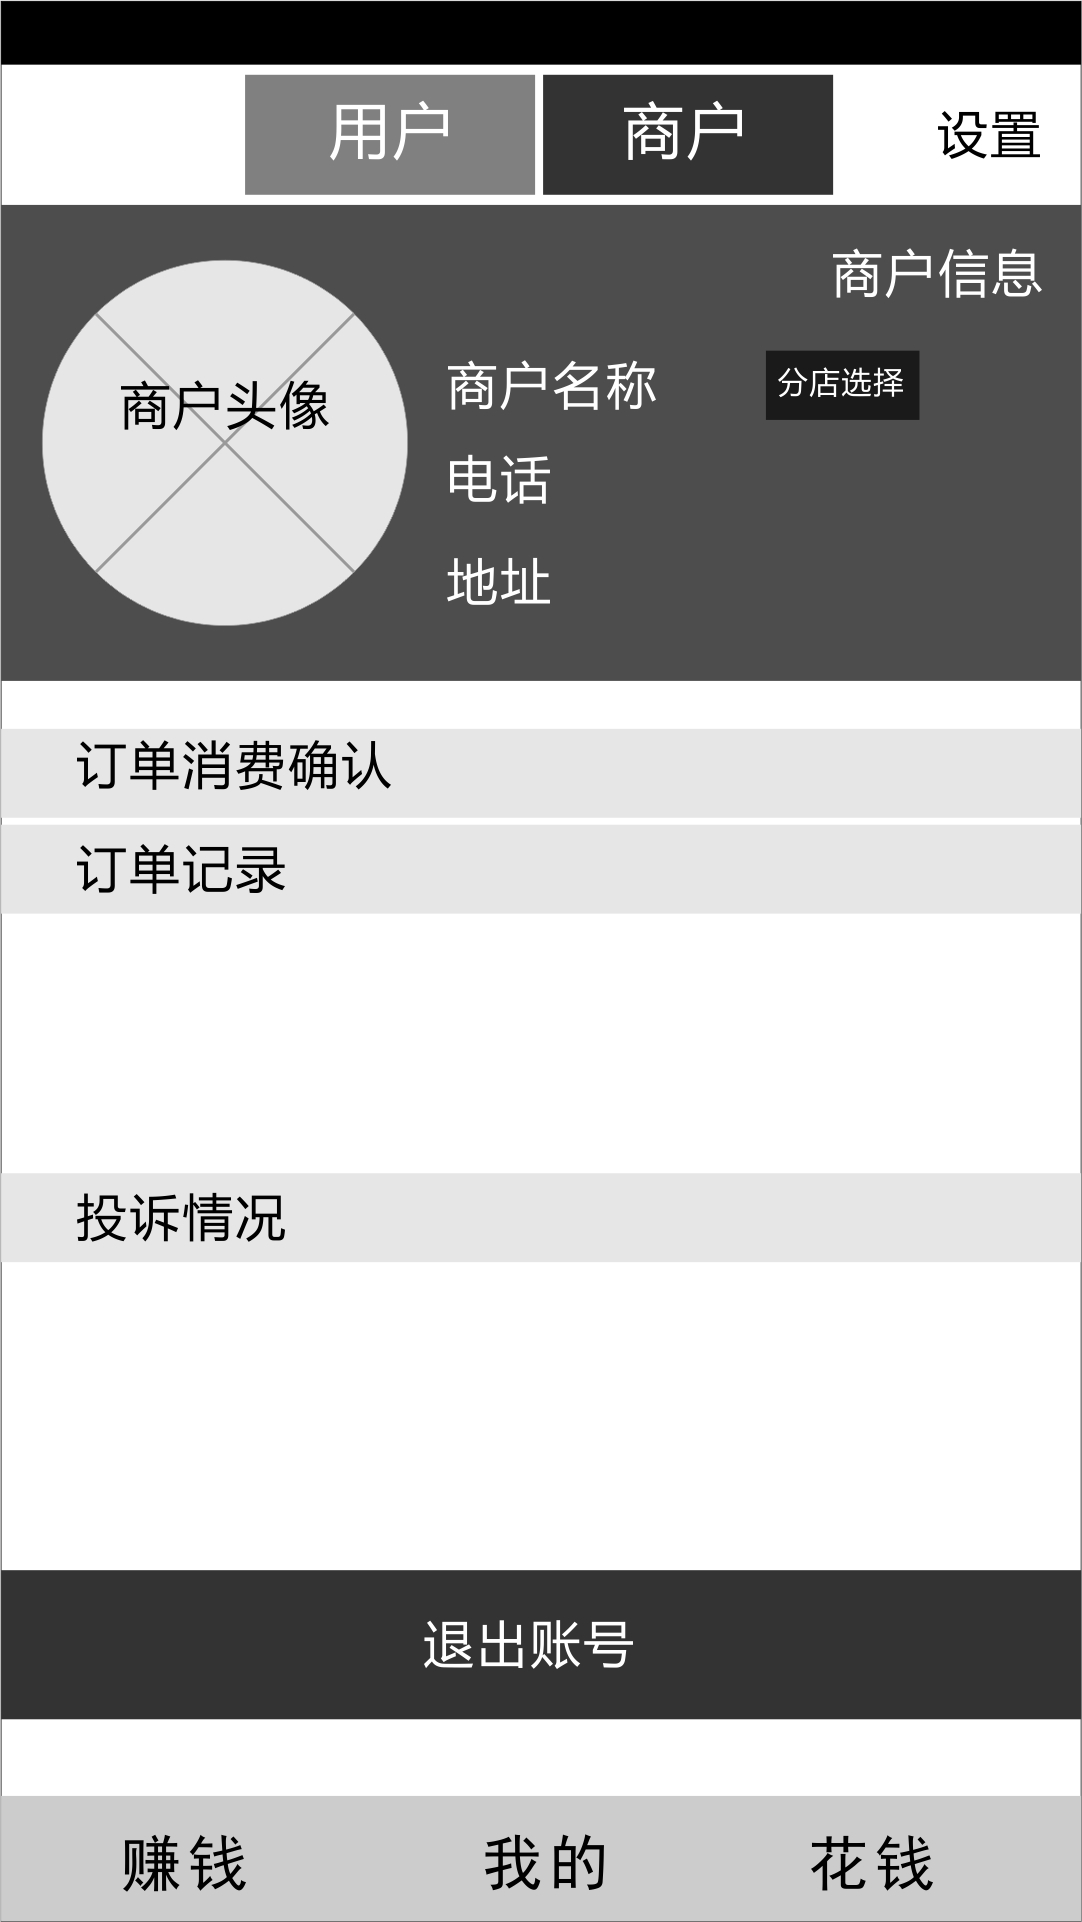 用户 商户 设置
商户信息
商户头像
商户名称 分店选择
电话
地址
订单消费确认
订单记录
投诉情况
退出账号
赚钱 我的 花钱